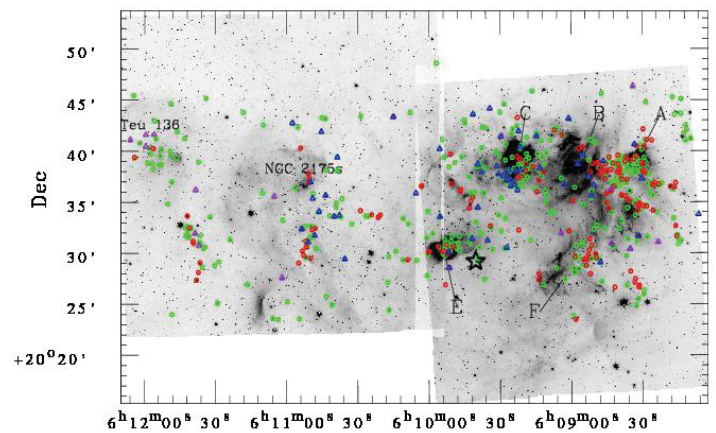 50'
45'
Teu 136
C
B
A
40'
NGC 2175s
Dec
35'
30'
E
F
25'
+20°20'
6ʰ12ᵐ00ˢ 30ˢ 6ʰ11ᵐ00ˢ 30ˢ 6ʰ10ᵐ00ˢ 30ˢ 6ʰ09ᵐ00ˢ 30ˢ